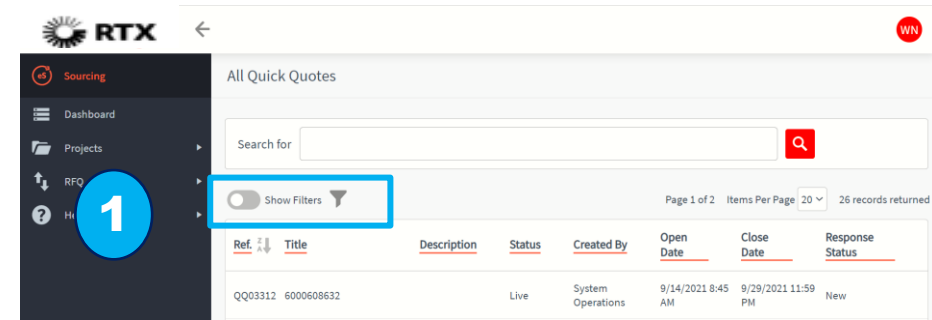 RTX
WN
Sourcing
All Quick Quotes
Dashboard
Projects
Search for
RFQ
1
Show Filters
Page 1 of 2 Items Per Page 20 26 records returned
Ref. Title Description Status Created By Open Date Close Date Response Status
QQ03312 6000608632 Live System Operations 9/14/2021 8:45 AM 9/29/2021 11:59 PM New